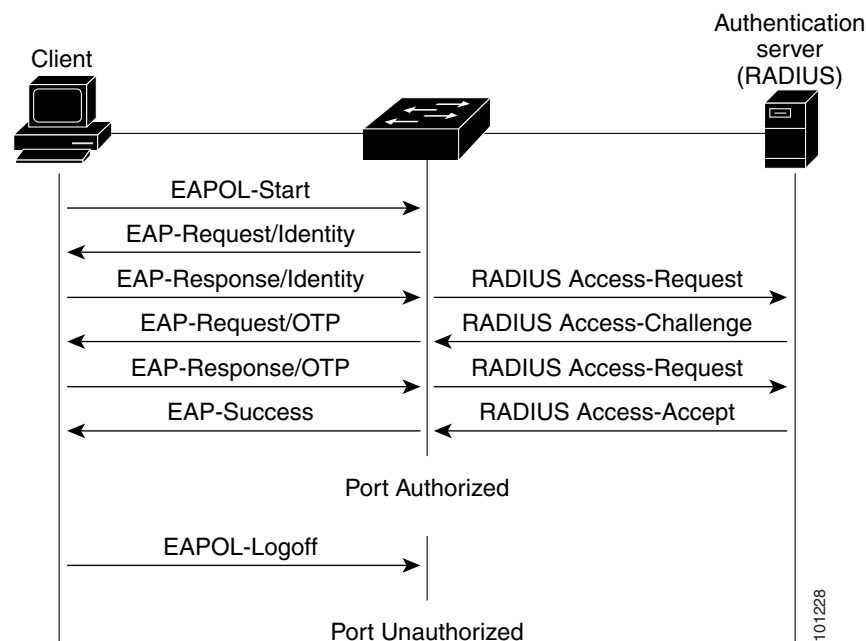 Authentication
server
(RADIUS)
Client
EAPOL-Start
EAP-Request/Identity
EAP-Response/Identity
RADIUS Access-Request
EAP-Request/OTP
RADIUS Access-Challenge
EAP-Response/OTP
RADIUS Access-Request
EAP-Success
RADIUS Access-Accept
Port Authorized
EAPOL-Logoff
Port Unauthorized
101228